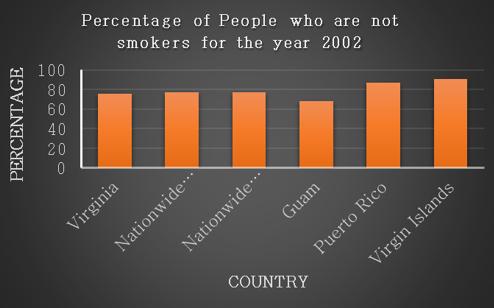 Percentage of People who are not
smokers for the year 2002
PERCENTAGE
100
80
60
40
20
0
Virginia
Nationwide…
Nationwide…
Guam
Puerto Rico
Virgin Islands
COUNTRY